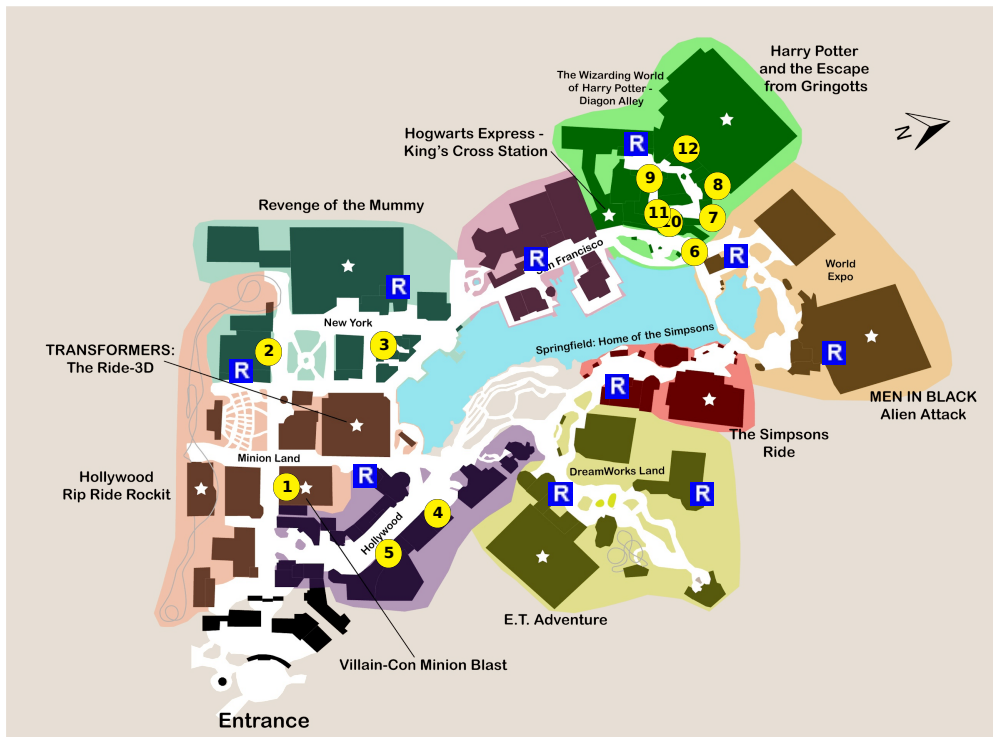 Harry Potter
and the Escape
from Gringotts
The Wizarding World
of Harry Potter -
Diagon Alley
N
Hogwarts Express -
King's Cross Station
R
12
9
8
11
10
7
6
R
Revenge of the Mummy
San Francisco
R
R
World
Expo
New York
2
3
R
TRANSFORMERS:
The Ride-3D
Springfield: Home of the Simpsons
R
R
MEN IN BLACK
Alien Attack
The Simpsons
Ride
Minion Land
Hollywood
Rip Ride Rockit
1
R
DreamWorks Land
R
R
4
Hollywood
5
E.T. Adventure
Villain-Con Minion Blast
Entrance